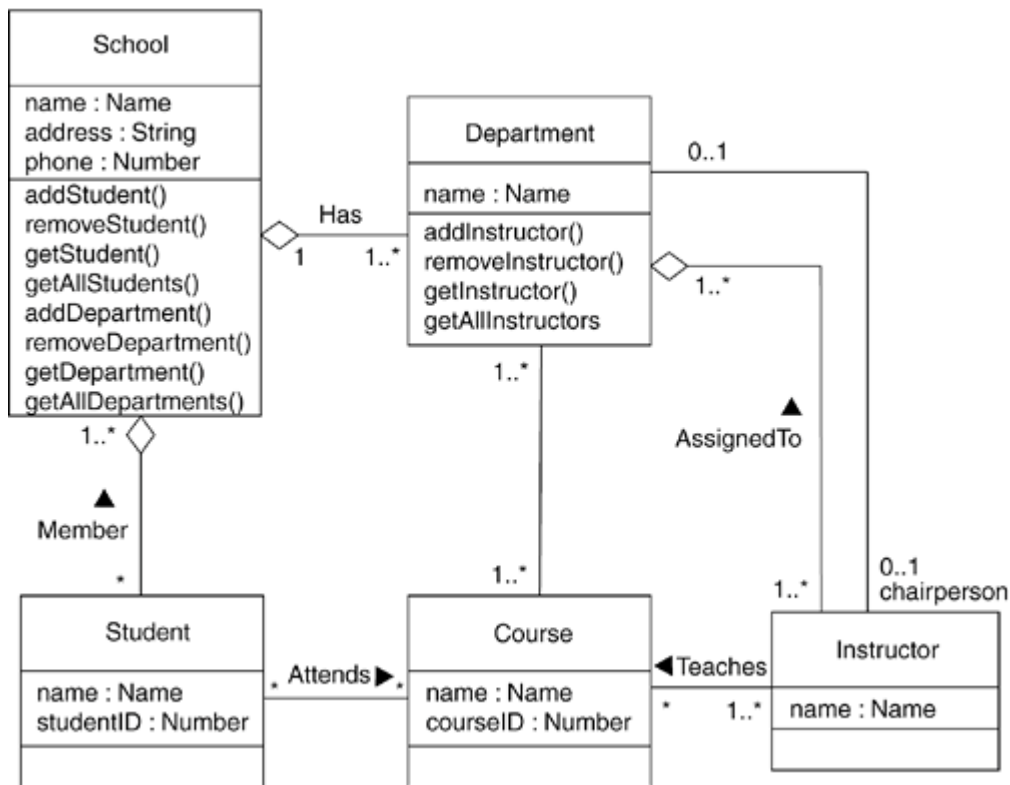 School
name : Name
address : String
phone : Number
addStudent()
removeStudent()
getStudent()
getAllStudents()
addDepartment()
removeDepartment()
getDepartment()
getAllDepartments()
Has
1
1..*
Department
name : Name
addInstructor()
removeInstructor()
getInstructor()
getAllInstructors
0..1
1..*
1..*
1..*
▲
AssignedTo
▲
Member
*
1..*
1..*
0..1
chairperson
Student
name : Name
studentID : Number
Attends ▶
*
*
Course
name : Name
courseID : Number
◀ Teaches
*
1..*
Instructor
name : Name